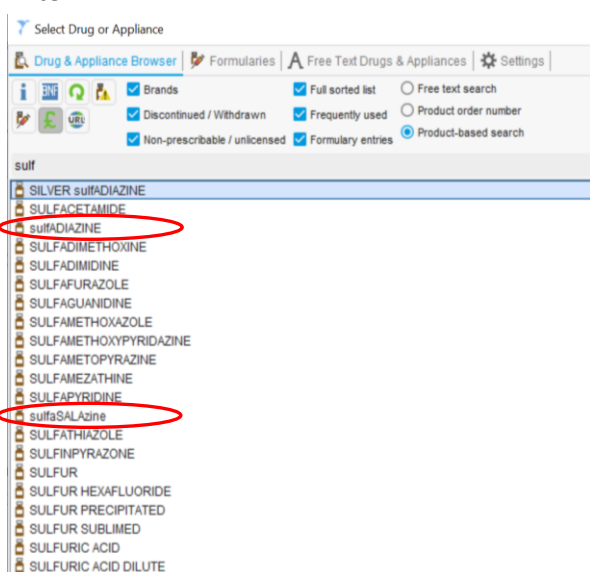 Select Drug or Appliance
Drug & Appliance Browser Formularies A Free Text Drugs & Appliances Settings
i BNF Brands Full sorted list Free text search
£ URL Discontinued / Withdrawn Frequently used Product order number
Non-prescribable / unlicensed Formulary entries Product-based search
sulf
SILVER sulfADIAZINE
SULFACETAMIDE
sulfADIAZINE
SULFADIMETHOXINE
SULFADIMIDINE
SULFAFURAZOLE
SULFAGUANIDINE
SULFAMETHOXAZOLE
SULFAMETHOXYPYRIDAZINE
SULFAMETOPYRAZINE
SULFAMEZATHINE
SULFAPYRIDINE
sulfaSALAzine
SULFATHIAZOLE
SULFINPYRAZONE
SULFUR
SULFUR HEXAFLUORIDE
SULFUR PRECIPITATED
SULFUR SUBLIMED
SULFURIC ACID
SULFURIC ACID DILUTE